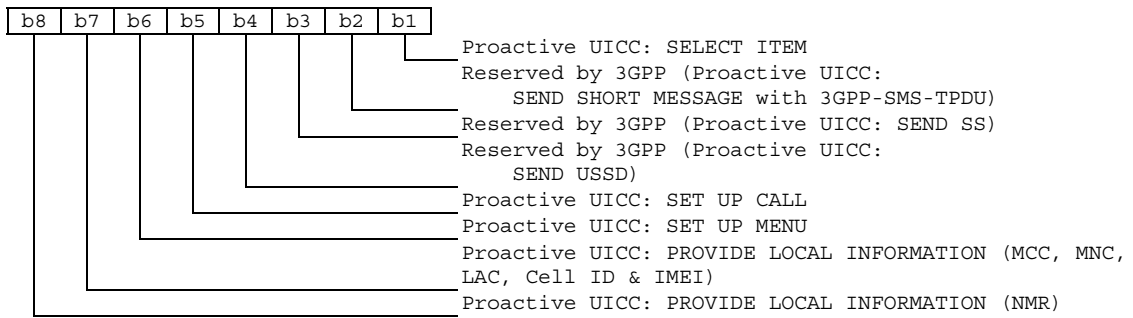 b8 b7 b6 b5 b4 b3 b2 b1
Proactive UICC: SELECT ITEM
Reserved by 3GPP (Proactive UICC:
SEND SHORT MESSAGE with 3GPP-SMS-TPDU)
Reserved by 3GPP (Proactive UICC: SEND SS)
Reserved by 3GPP (Proactive UICC:
SEND USSD)
Proactive UICC: SET UP CALL
Proactive UICC: SET UP MENU
Proactive UICC: PROVIDE LOCAL INFORMATION (MCC, MNC,
LAC, Cell ID & IMEI)
Proactive UICC: PROVIDE LOCAL INFORMATION (NMR)